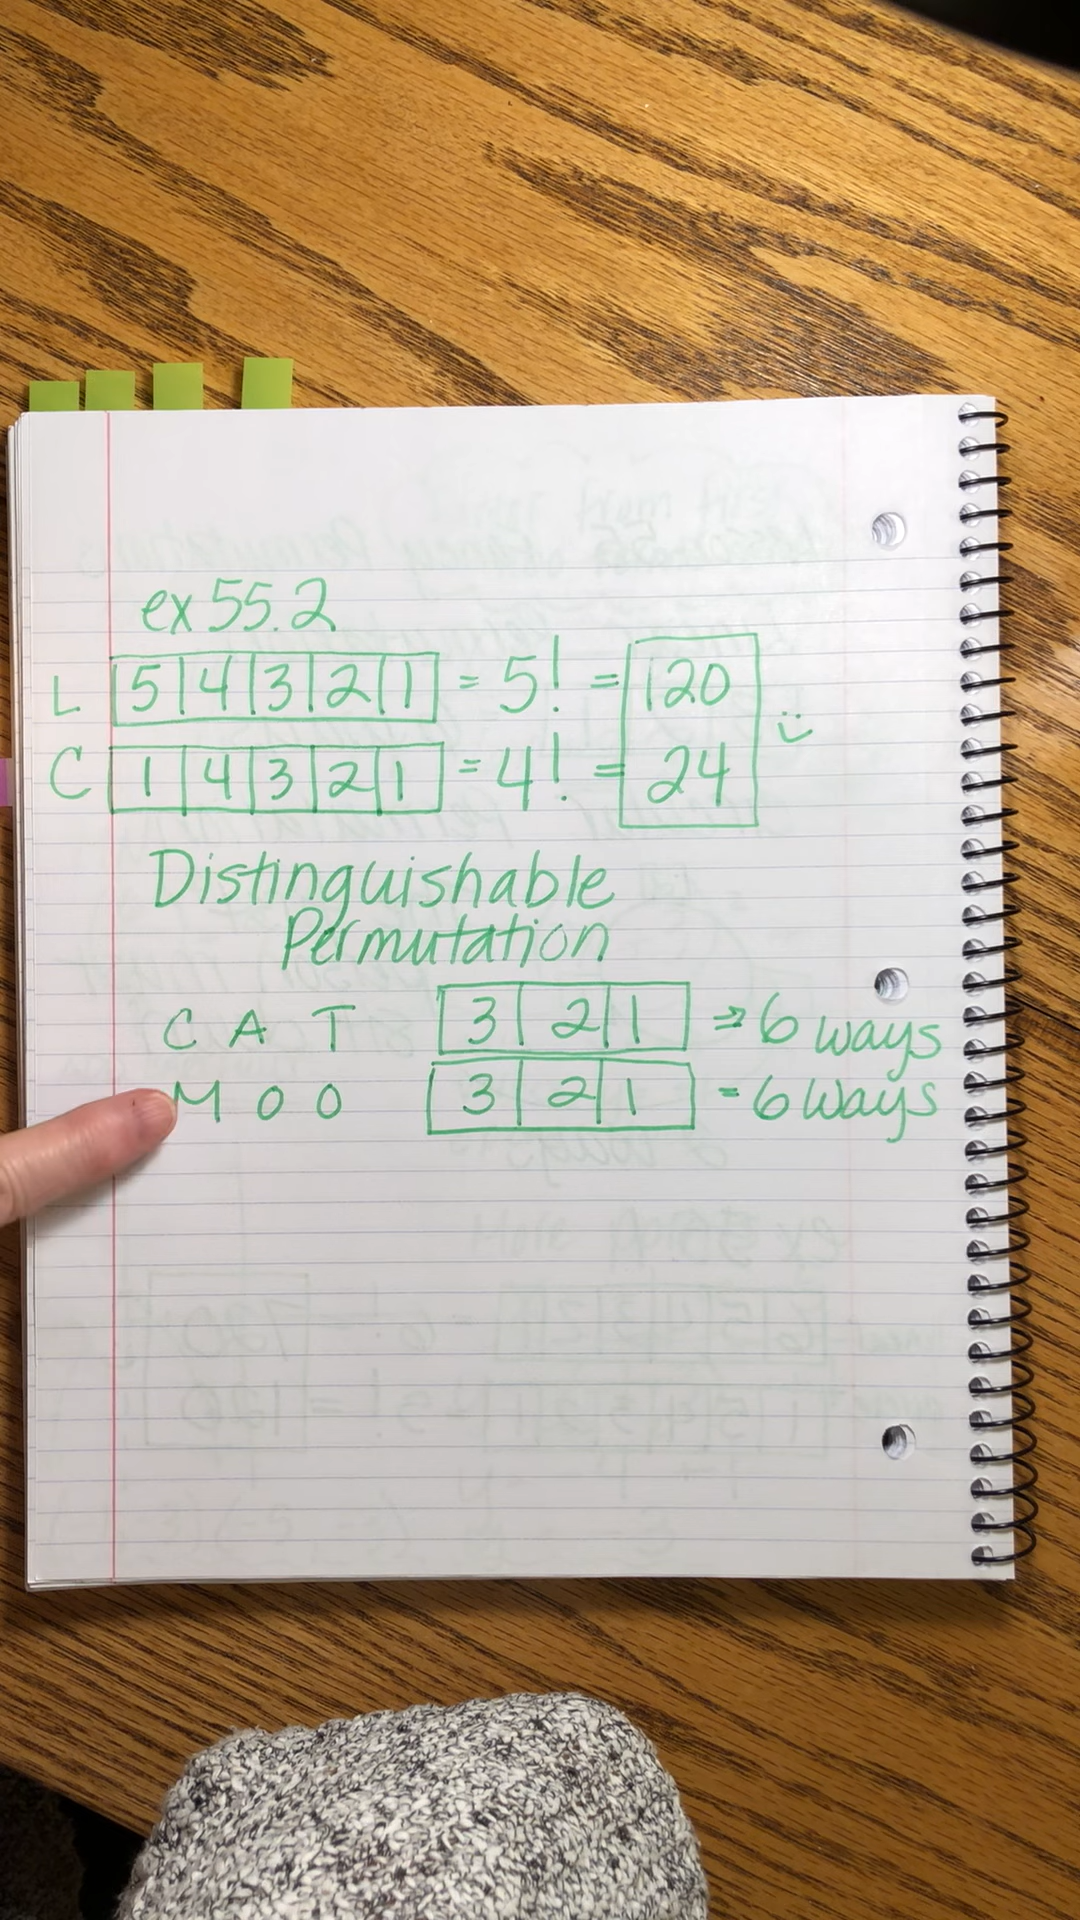 ex 55.2
L 5 4 3 2 1 = 5! = 120
C 1 4 3 2 1 = 4! = 24
Distinguishable
Permutation
C A T 3 2 1 ⇒ 6 ways
M O O 3 2 1 = 6 ways